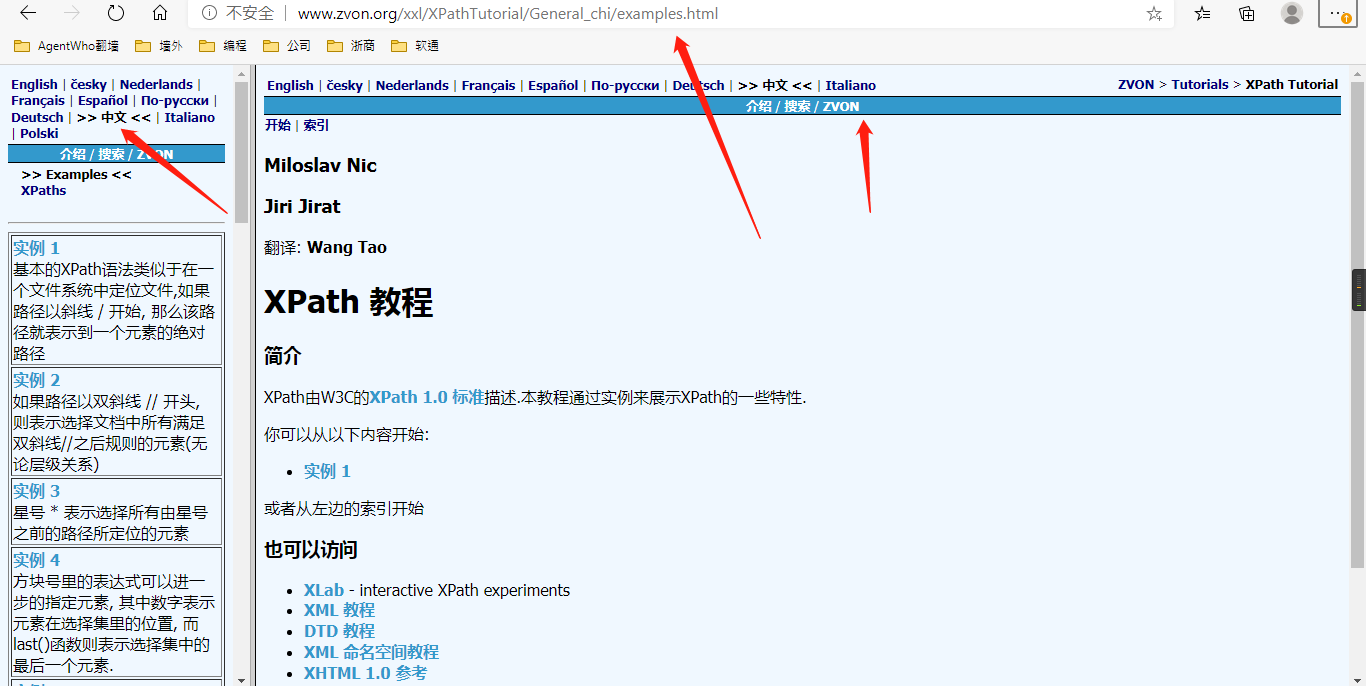 不安全 | www.zvon.org/xxl/XPathTutorial/General_chi/examples.html
AgentWho翻墙 墙外 编程 公司 浙商 软通
English | česky | Nederlands |
Français | Español | По-русски |
Deutsch | >> 中文 << | Italiano
| Polski
介绍 / 搜索 / ZVON
>> Examples <<
XPaths
实例 1
基本的XPath语法类似于在一
个文件系统中定位文件,如果
路径以斜线 / 开始, 那么该路
径就表示到一个元素的绝对
路径
实例 2
如果路径以双斜线 // 开头,
则表示选择文档中所有满足
双斜线//之后规则的元素(无
论层级关系)
实例 3
星号 * 表示选择所有由星号
之前的路径所定位的元素
实例 4
方块号里的表达式可以进一
步的指定元素, 其中数字表示
元素在选择集里的位置, 而
last()函数则表示选择集中的
最后一个元素.
English | česky | Nederlands | Français | Español | По-русски | Deutsch | >> 中文 << | Italiano
ZVON > Tutorials > XPath Tutorial
介绍 / 搜索 / ZVON
开始 | 索引
Miloslav Nic
Jiri Jirat
翻译: Wang Tao
XPath 教程
简介
XPath由W3C的XPath 1.0 标准描述.本教程通过实例来展示XPath的一些特性.
你可以从以下内容开始:
• 实例 1
或者从左边的索引开始
也可以访问
• XLab - interactive XPath experiments
• XML 教程
• DTD 教程
• XML 命名空间教程
• XHTML 1.0 参考